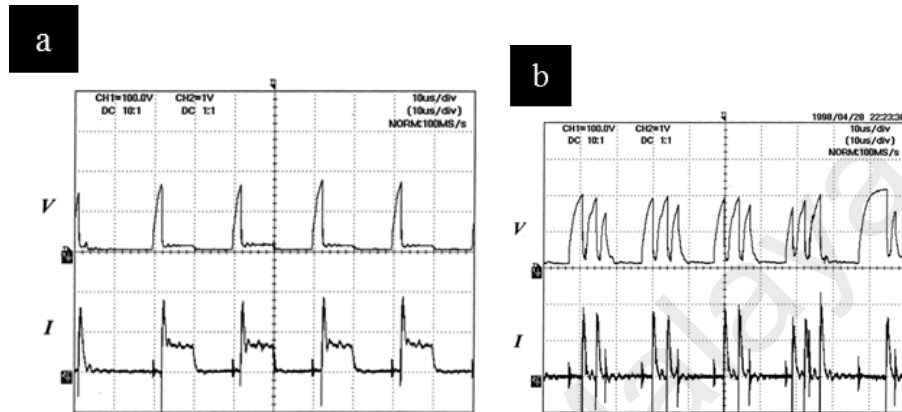 a
CH1=100.0V CH2=1V 10us/div
DC 10:1 DC 1:1 (10us/div)
NORM:100MS/s
V
I
b
1998/04/28 22:23:30
CH1=100.0V CH2=1V 10us/div
DC 10:1 DC 1:1 (10us/div)
NORM:100MS/s
V
I
Malaya